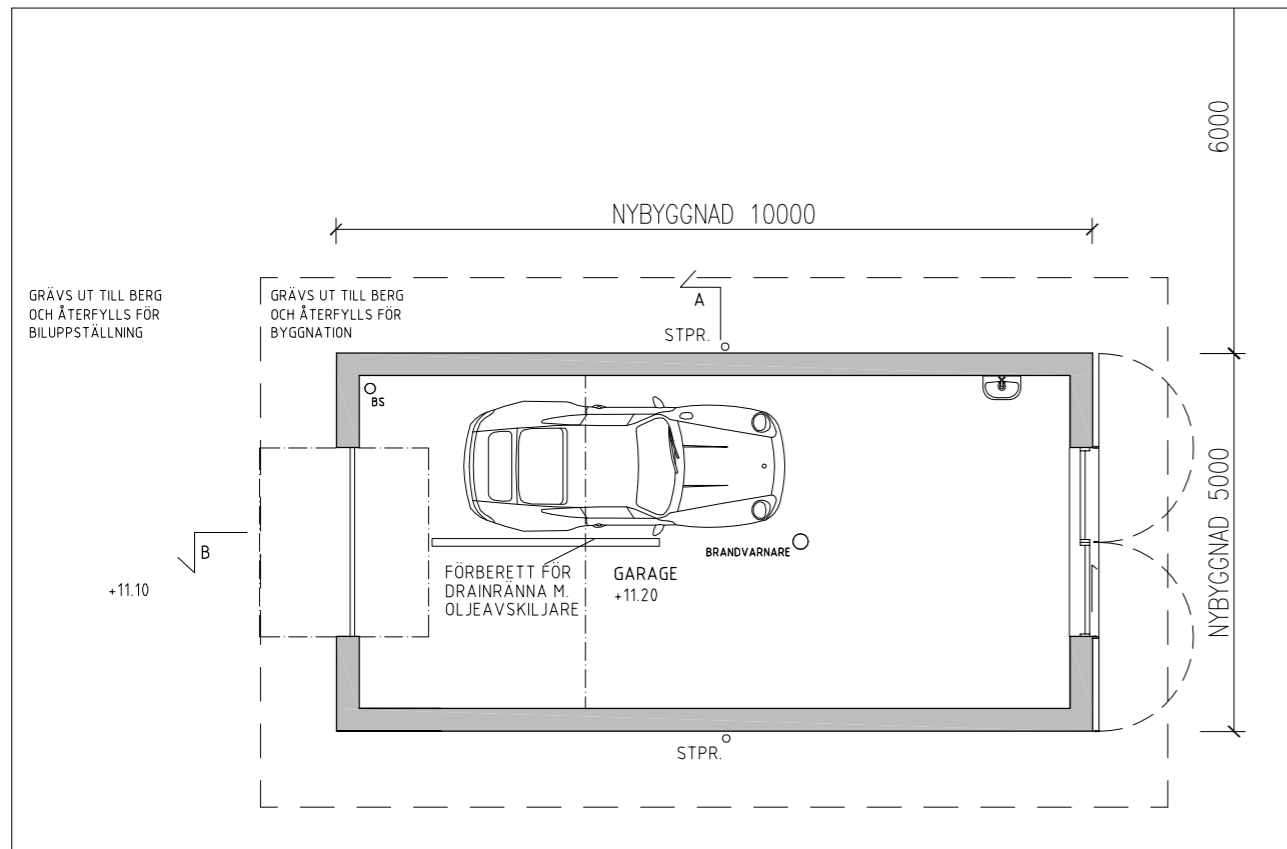 6000
NYBYGGNAD 10000
GRÄVS UT TILL BERG
OCH ÅTERFYLLS FÖR
BILUPPSTÄLLNING
GRÄVS UT TILL BERG
OCH ÅTERFYLLS FÖR
BYGGNATION
A
STPR.
BS
NYBYGGNAD 5000
B
+11.10
BRANDVARNARE
FÖRBERETT FÖR
DRAINRÄNNA M.
OLJEAVSKILJARE
GARAGE
+11.20
STPR.